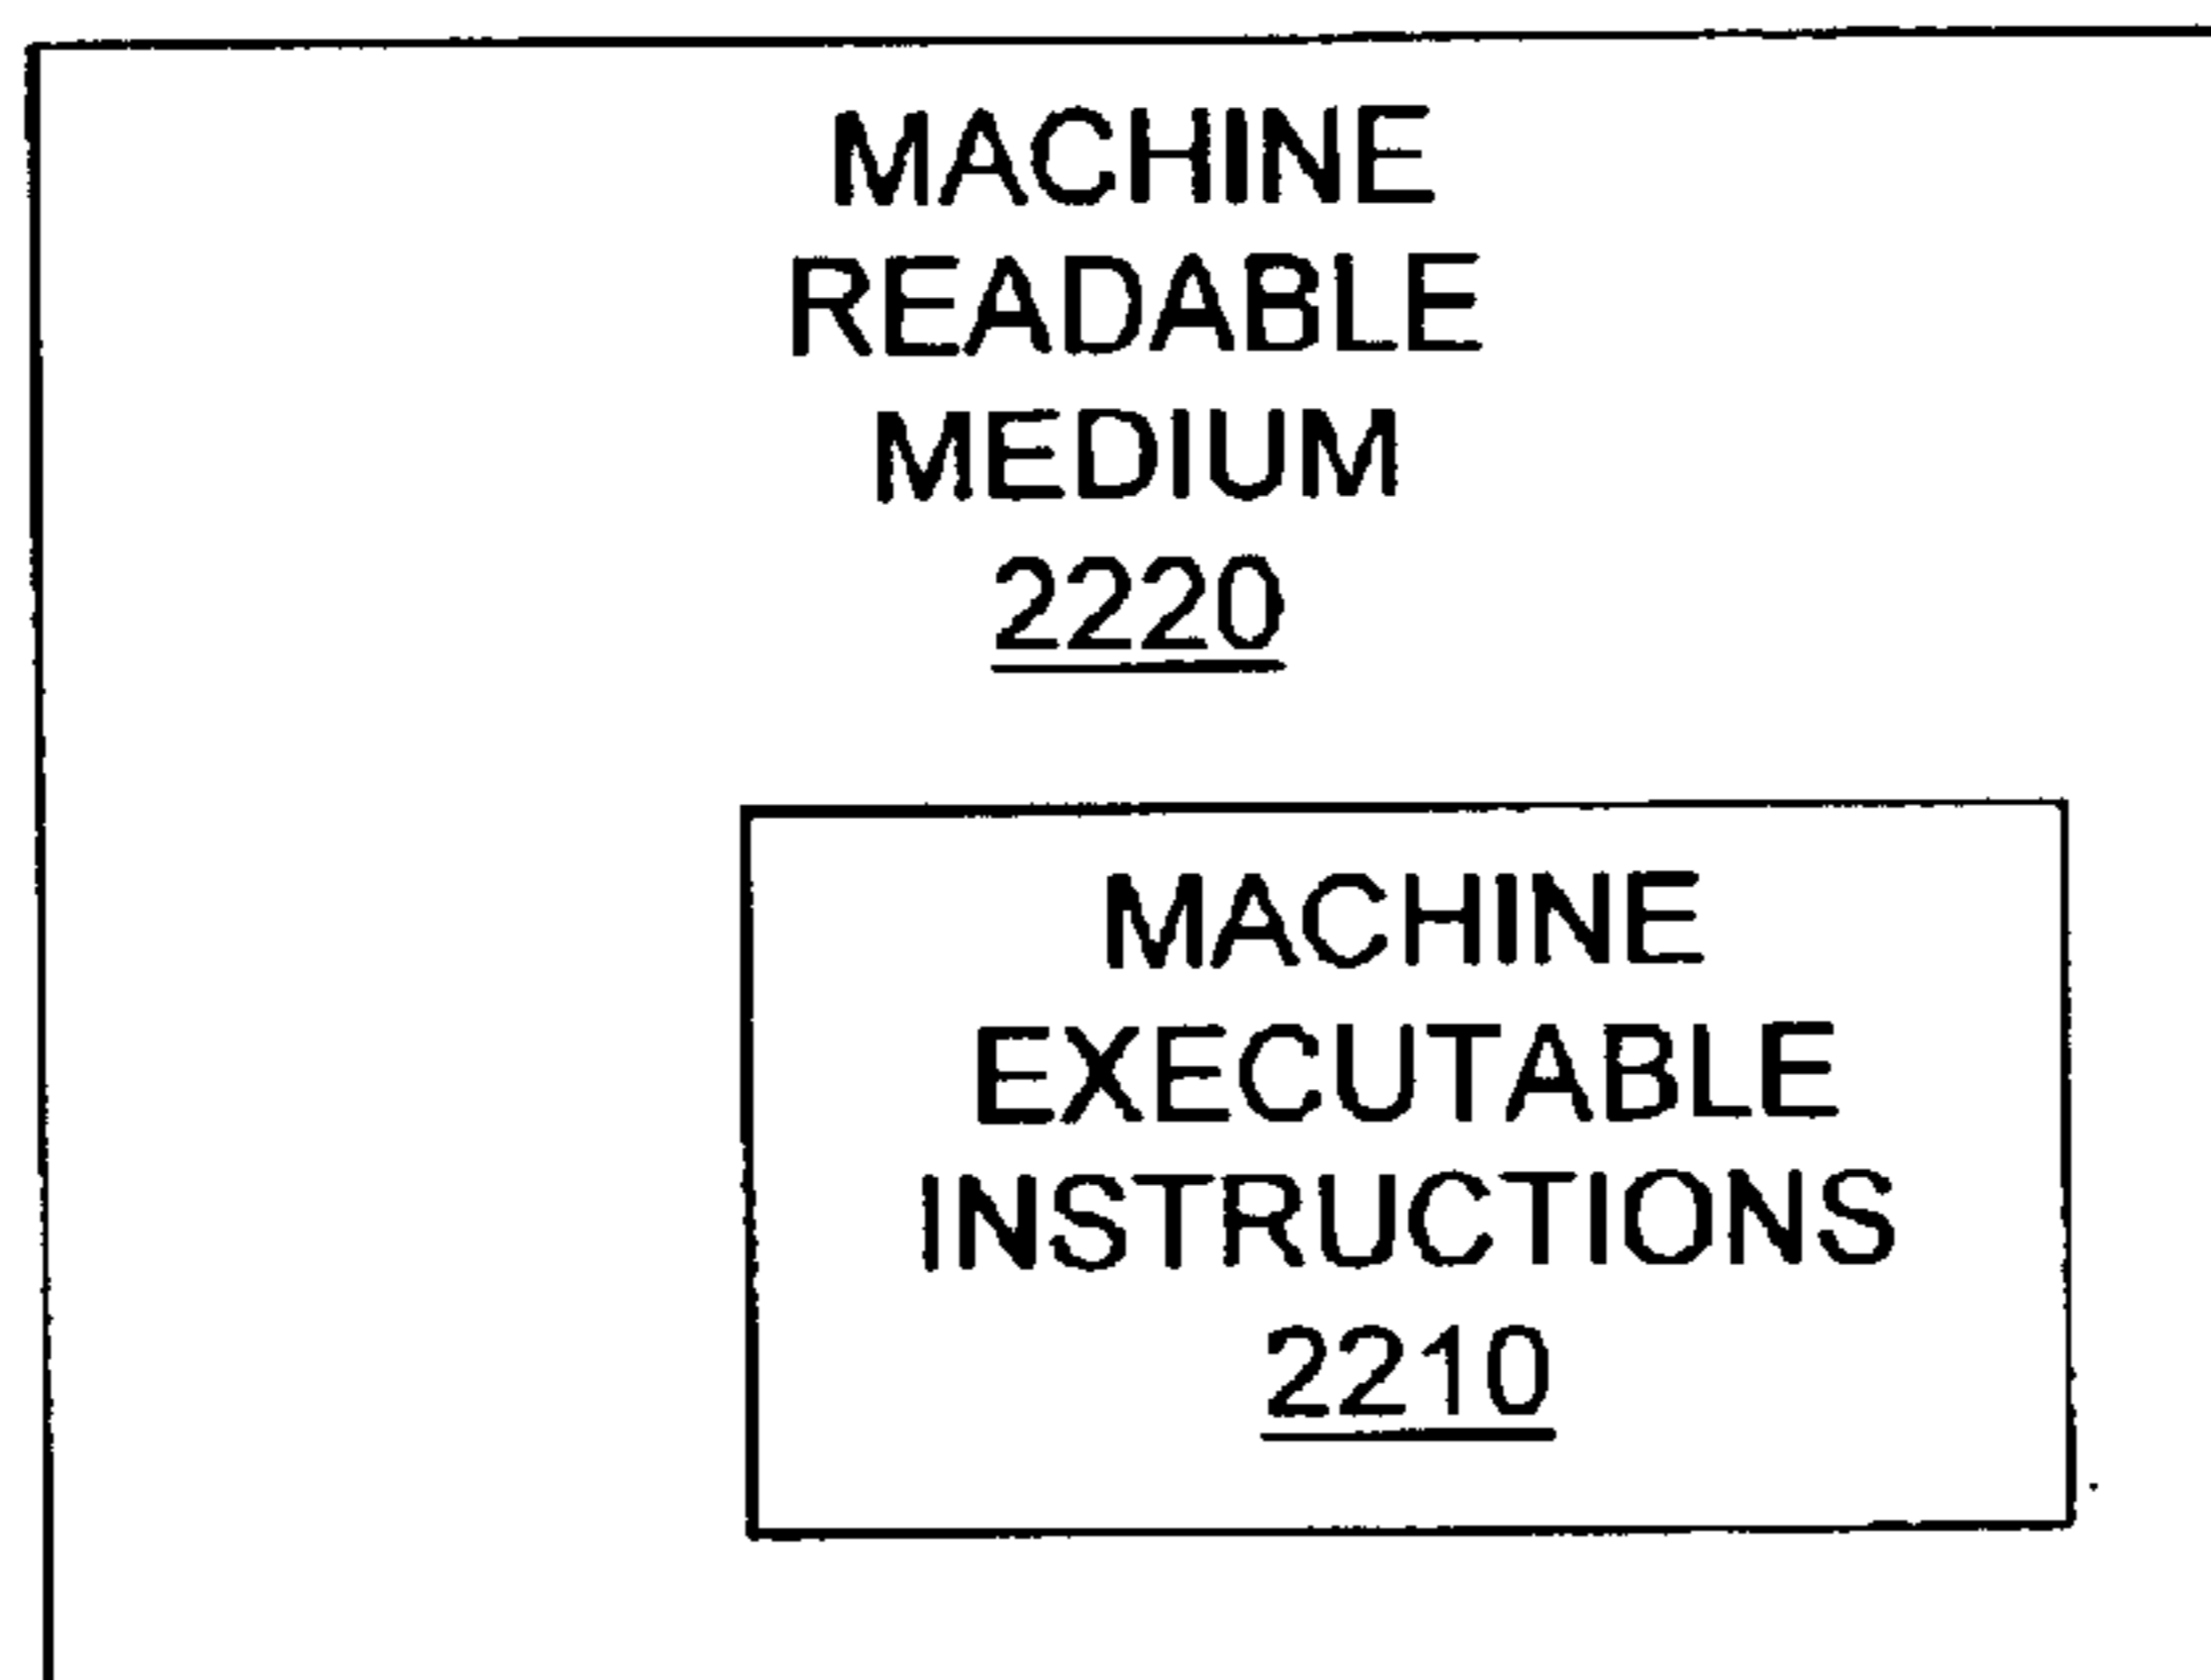 MACHINE
READABLE
MEDIUM
2220
MACHINE
EXECUTABLE
INSTRUCTIONS
2210